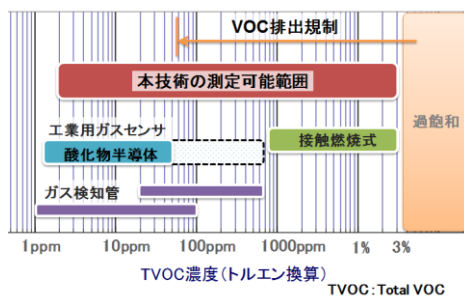 VOC排出規制
本技術の測定可能範囲
過飽和
工業用ガスセンサ
酸化物半導体
接触燃焼式
ガス検知管
1ppm 10ppm 100ppm 1000ppm 1% 3%
TVOC濃度(トルエン換算)
TVOC:Total VOC